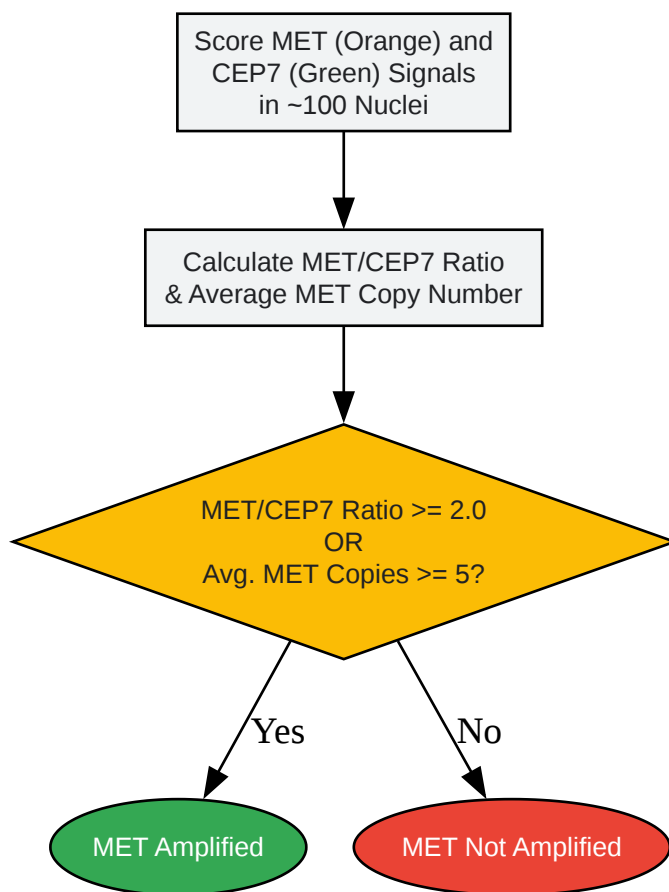 Score MET (Orange) and
CEP7 (Green) Signals
in ~100 Nuclei
Calculate MET/CEP7 Ratio
& Average MET Copy Number
MET/CEP7 Ratio >= 2.0
OR
Avg. MET Copies >= 5?
Yes
No
MET Amplified
MET Not Amplified